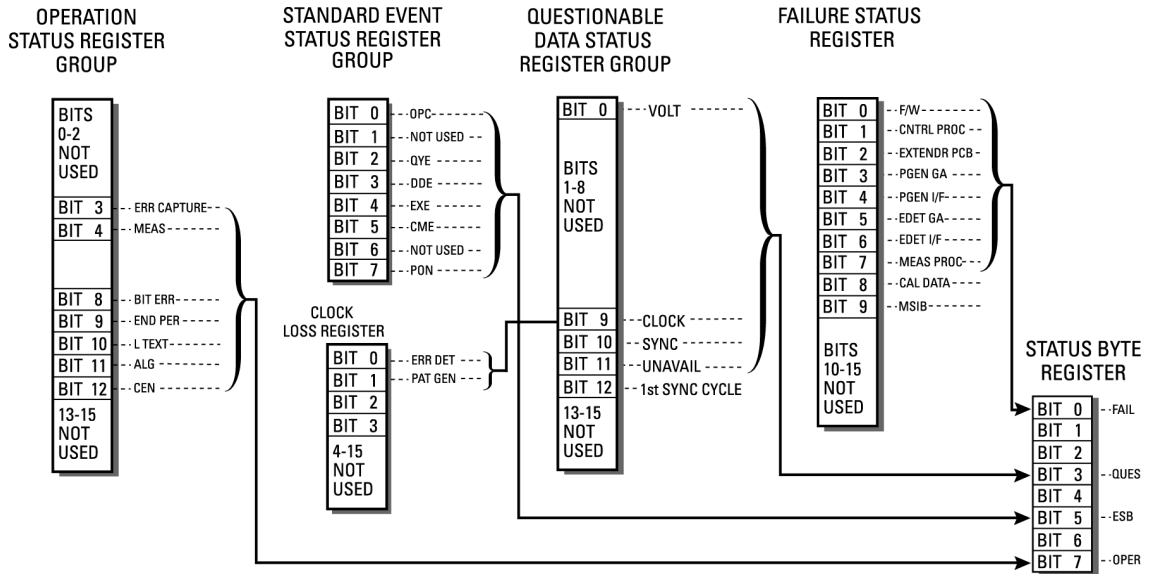 OPERATION
STATUS REGISTER
GROUP
BITS
0-2
NOT
USED
BIT 3 ERR CAPTURE
BIT 4 MEAS
BIT 8 BIT ERR
BIT 9 END PER
BIT 10 L TEXT
BIT 11 ALG
BIT 12 CEN
13-15
NOT
USED
STANDARD EVENT
STATUS REGISTER
GROUP
BIT 0 OPC
BIT 1 NOT USED
BIT 2 QYE
BIT 3 DDE
BIT 4 EXE
BIT 5 CME
BIT 6 NOT USED
BIT 7 PON
CLOCK
LOSS REGISTER
BIT 0 ERR DET
BIT 1 PAT GEN
BIT 2
BIT 3
4-15
NOT
USED
QUESTIONABLE
DATA STATUS
REGISTER GROUP
BIT 0 VOLT
BITS
1-8
NOT
USED
BIT 9 CLOCK
BIT 10 SYNC
BIT 11 UNAVAIL
BIT 12 1st SYNC CYCLE
13-15
NOT
USED
FAILURE STATUS
REGISTER
BIT 0 F/W
BIT 1 CNTRL PROC
BIT 2 EXTENDR PCB
BIT 3 PGEN GA
BIT 4 PGEN I/F
BIT 5 EDET GA
BIT 6 EDET I/F
BIT 7 MEAS PROC
BIT 8 CAL DATA
BIT 9 MSIB
BITS
10-15
NOT
USED
STATUS BYTE
REGISTER
BIT 0 FAIL
BIT 1
BIT 2
BIT 3 QUES
BIT 4
BIT 5 ESB
BIT 6
BIT 7 OPER